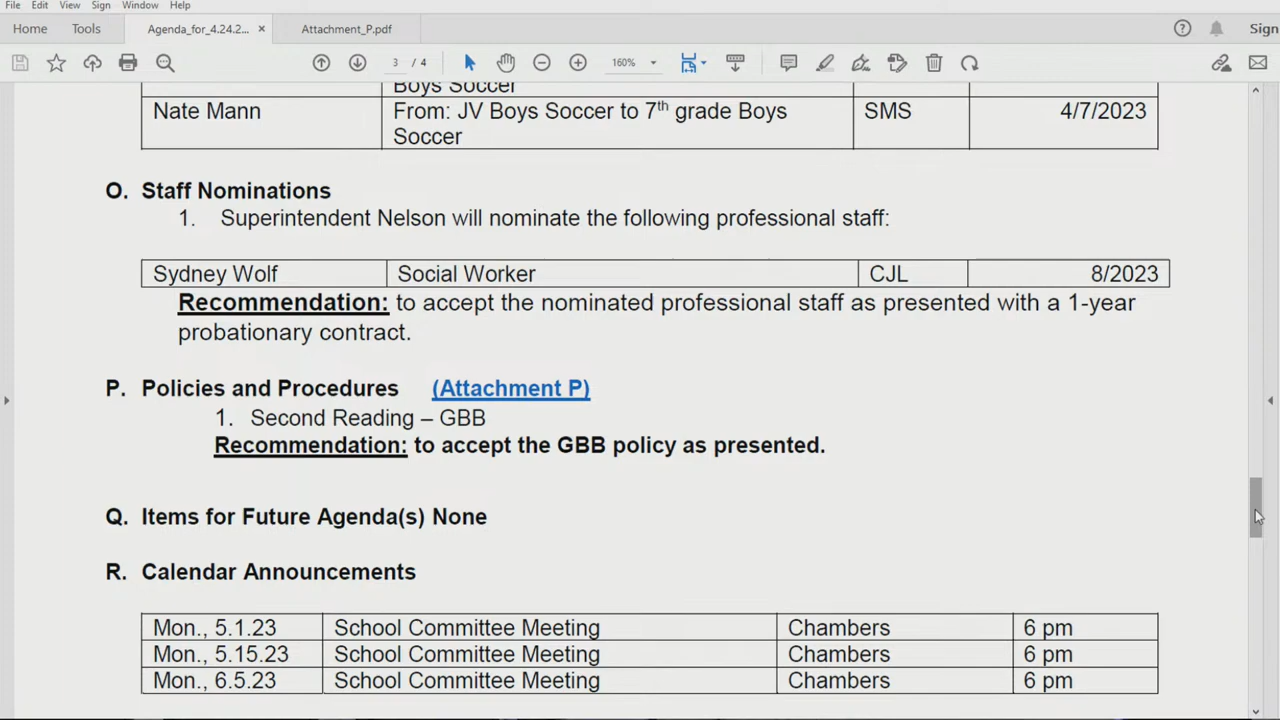 File Edit View Sign Window Help
Home Tools Agenda_for_4.24.2... × Attachment_P.pdf Sign
3 / 4 160%
Boys Soccer
Nate Mann From: JV Boys Soccer to 7th grade Boys SMS 4/7/2023
Soccer
O. Staff Nominations
1. Superintendent Nelson will nominate the following professional staff:
Sydney Wolf Social Worker CJL 8/2023
Recommendation: to accept the nominated professional staff as presented with a 1-year
probationary contract.
P. Policies and Procedures (Attachment P)
1. Second Reading – GBB
Recommendation: to accept the GBB policy as presented.
Q. Items for Future Agenda(s) None
R. Calendar Announcements
Mon., 5.1.23 School Committee Meeting Chambers 6 pm
Mon., 5.15.23 School Committee Meeting Chambers 6 pm
Mon., 6.5.23 School Committee Meeting Chambers 6 pm